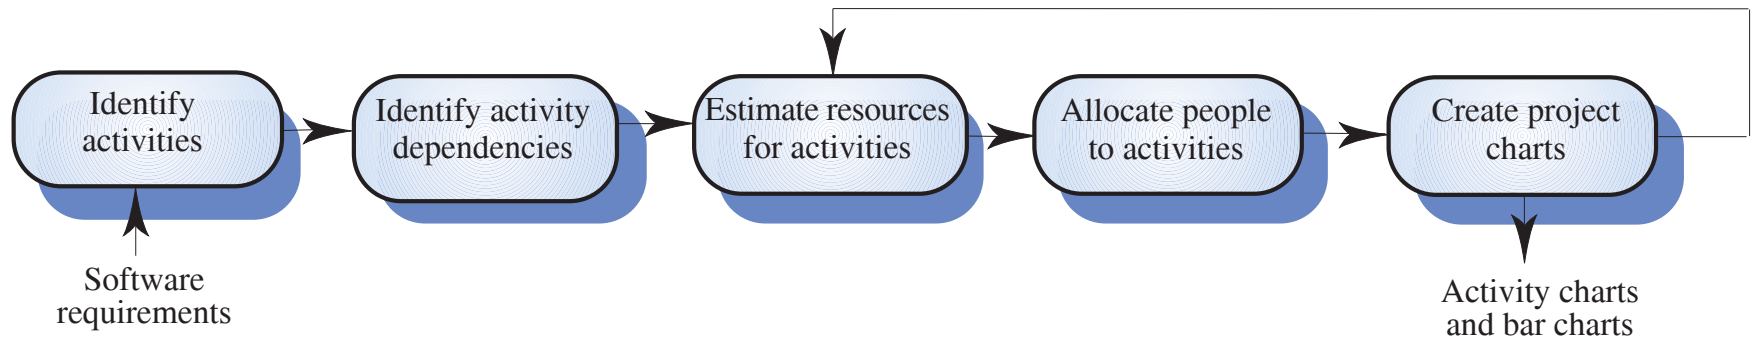 Identify
activities
Identify activity
dependencies
Estimate resources
for activities
Allocate people
to activities
Create project
charts
Software
requirements
Activity charts
and bar charts